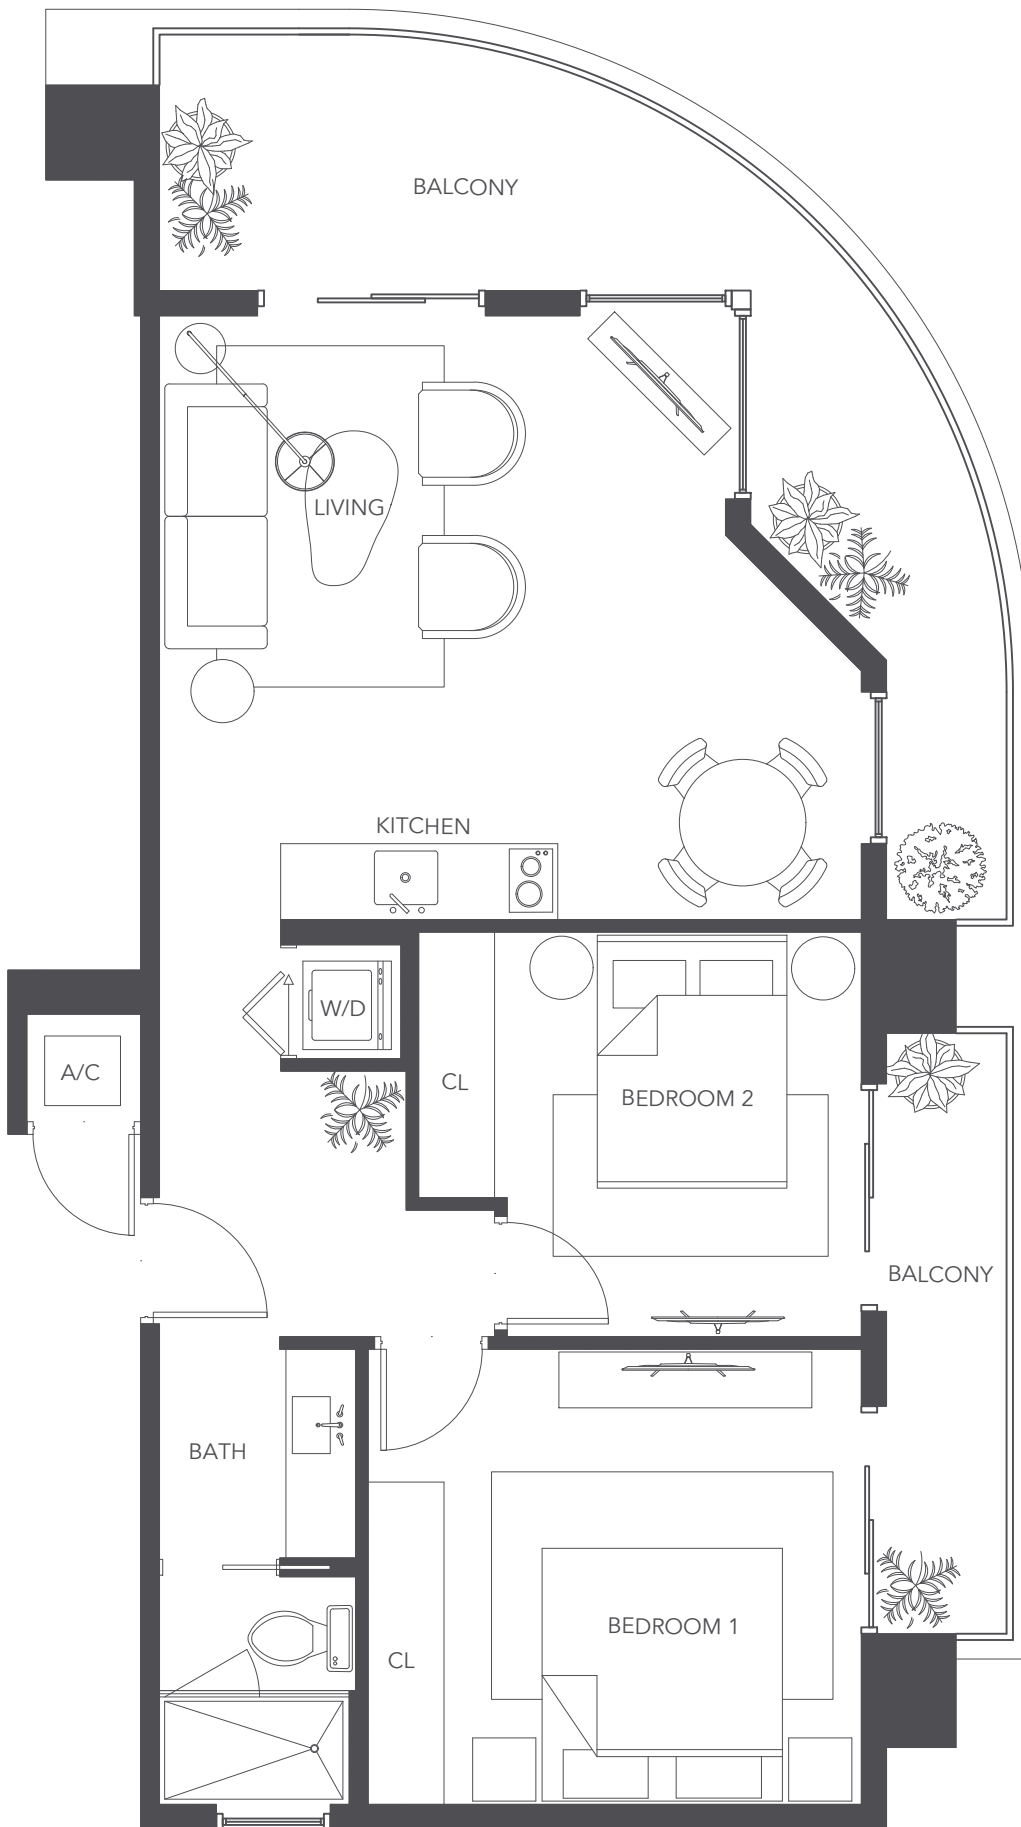 BALCONY
LIVING
KITCHEN
W/D
A/C
CL
BEDROOM 2
BALCONY
BATH
BEDROOM 1
CL